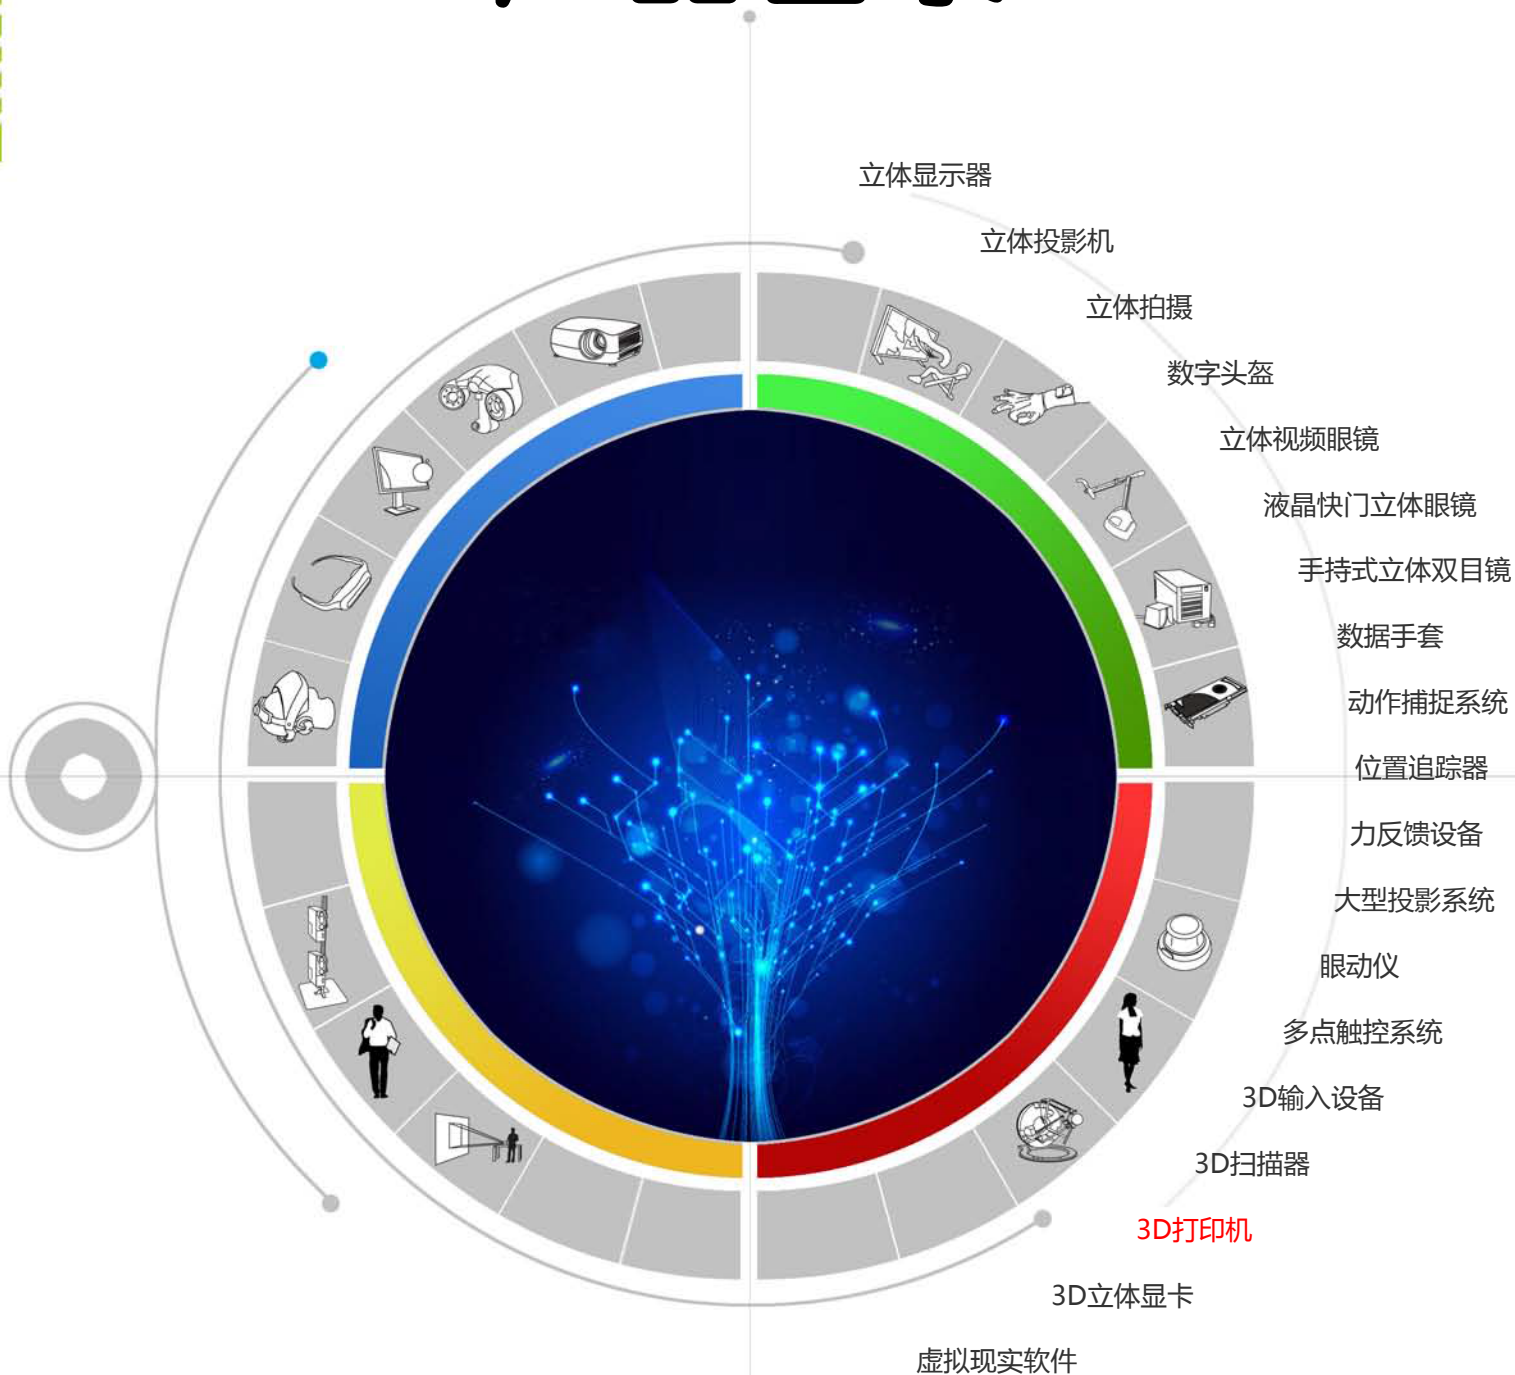 立体显示器
立体投影机
立体拍摄
数字头盔
立体视频眼镜
液晶快门立体眼镜
手持式立体双目镜
数据手套
动作捕捉系统
位置追踪器
力反馈设备
大型投影系统
眼动仪
多点触控系统
3D输入设备
3D扫描器
3D打印机
3D立体显卡
虚拟现实软件